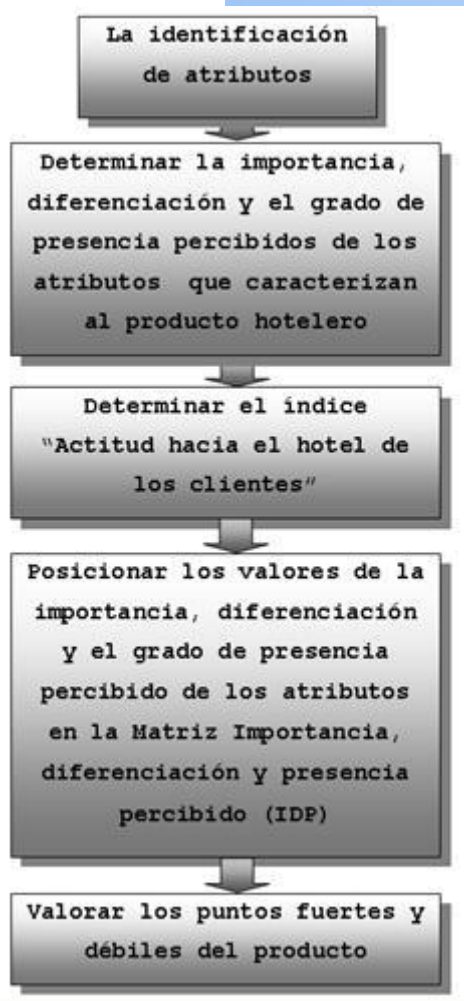 La identificación
de atributos
Determinar la importancia,
diferenciación y el grado de
presencia percibidos de los
atributos que caracterizan
al producto hotelero
Determinar el índice
"Actitud hacia el hotel de
los clientes"
Posicionar los valores de la
importancia, diferenciación
y el grado de presencia
percibido de los atributos
en la Matriz Importancia,
diferenciación y presencia
percibido (IDP)
Valorar los puntos fuertes y
débiles del producto